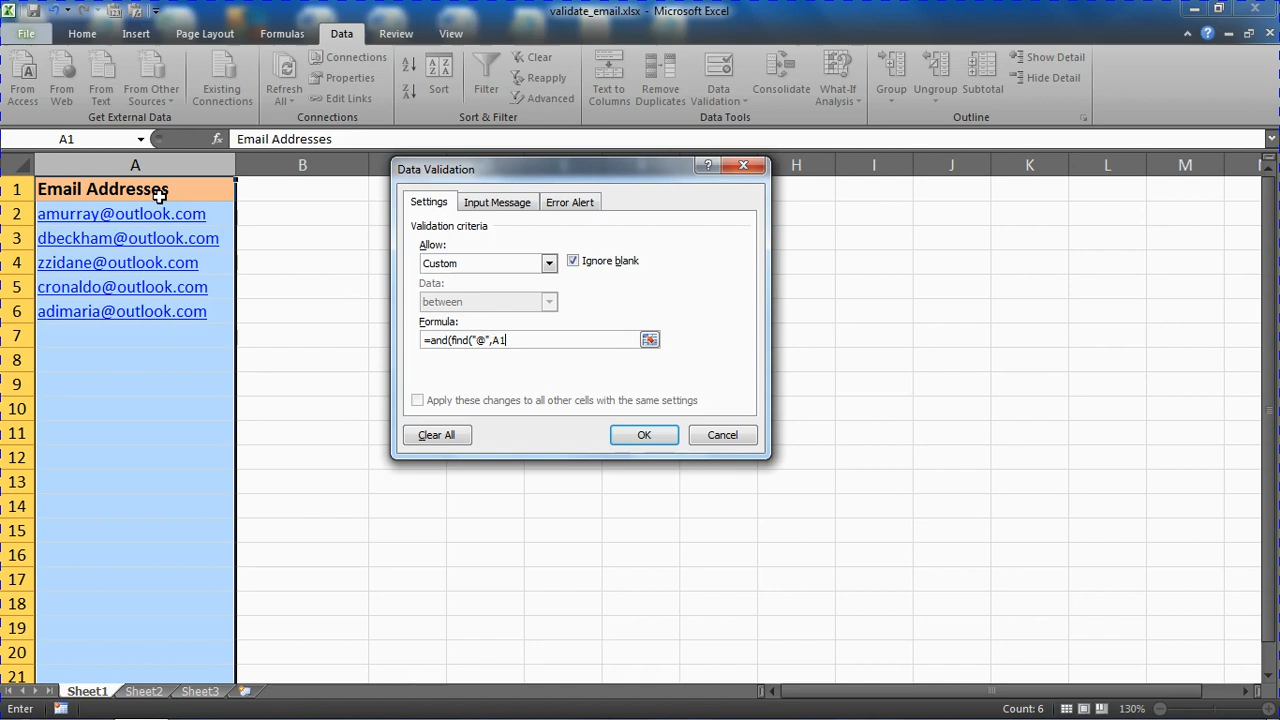 validate_email.xlsx - Microsoft Excel
File Home Insert Page Layout Formulas Data Review View
From Access
From Web
From Text
From Other Sources
Existing Connections
Get External Data
Refresh All
Connections
Properties
Edit Links
Connections
Sort
Filter
Clear
Reapply
Advanced
Sort & Filter
Text to Columns
Remove Duplicates
Data Validation
Consolidate
What-If Analysis
Data Tools
Group
Ungroup
Subtotal
Show Detail
Hide Detail
Outline
A1 fx Email Addresses
A B H I J K L M
1 Email Addresses
2 amurray@outlook.com
3 dbeckham@outlook.com
4 zzidane@outlook.com
5 cronaldo@outlook.com
6 adimaria@outlook.com
7
8
9
10
11
12
13
14
15
16
17
18
19
20
21
Data Validation
Settings Input Message Error Alert
Validation criteria
Allow:
Custom Ignore blank
Data:
between
Formula:
=and(find("@",A1
Apply these changes to all other cells with the same settings
Clear All OK Cancel
Sheet1 Sheet2 Sheet3
Enter Count: 6 130%